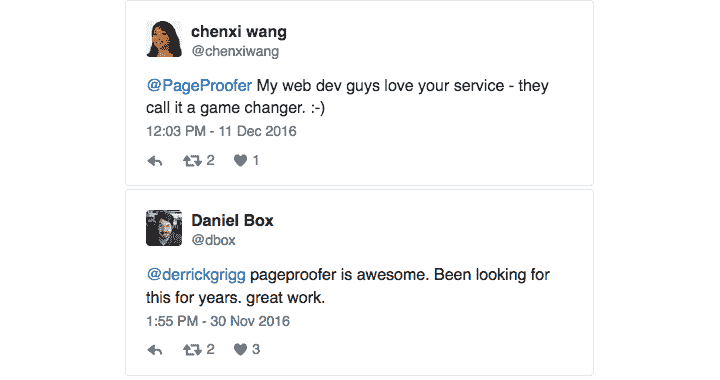 chenxi wang
@chenxiwang
@PageProofer My web dev guys love your service - they
call it a game changer. :-)
12:03 PM - 11 Dec 2016
2 1
Daniel Box
@dbox
@derrickgrigg pageproofer is awesome. Been looking for
this for years. great work.
1:55 PM - 30 Nov 2016
2 3